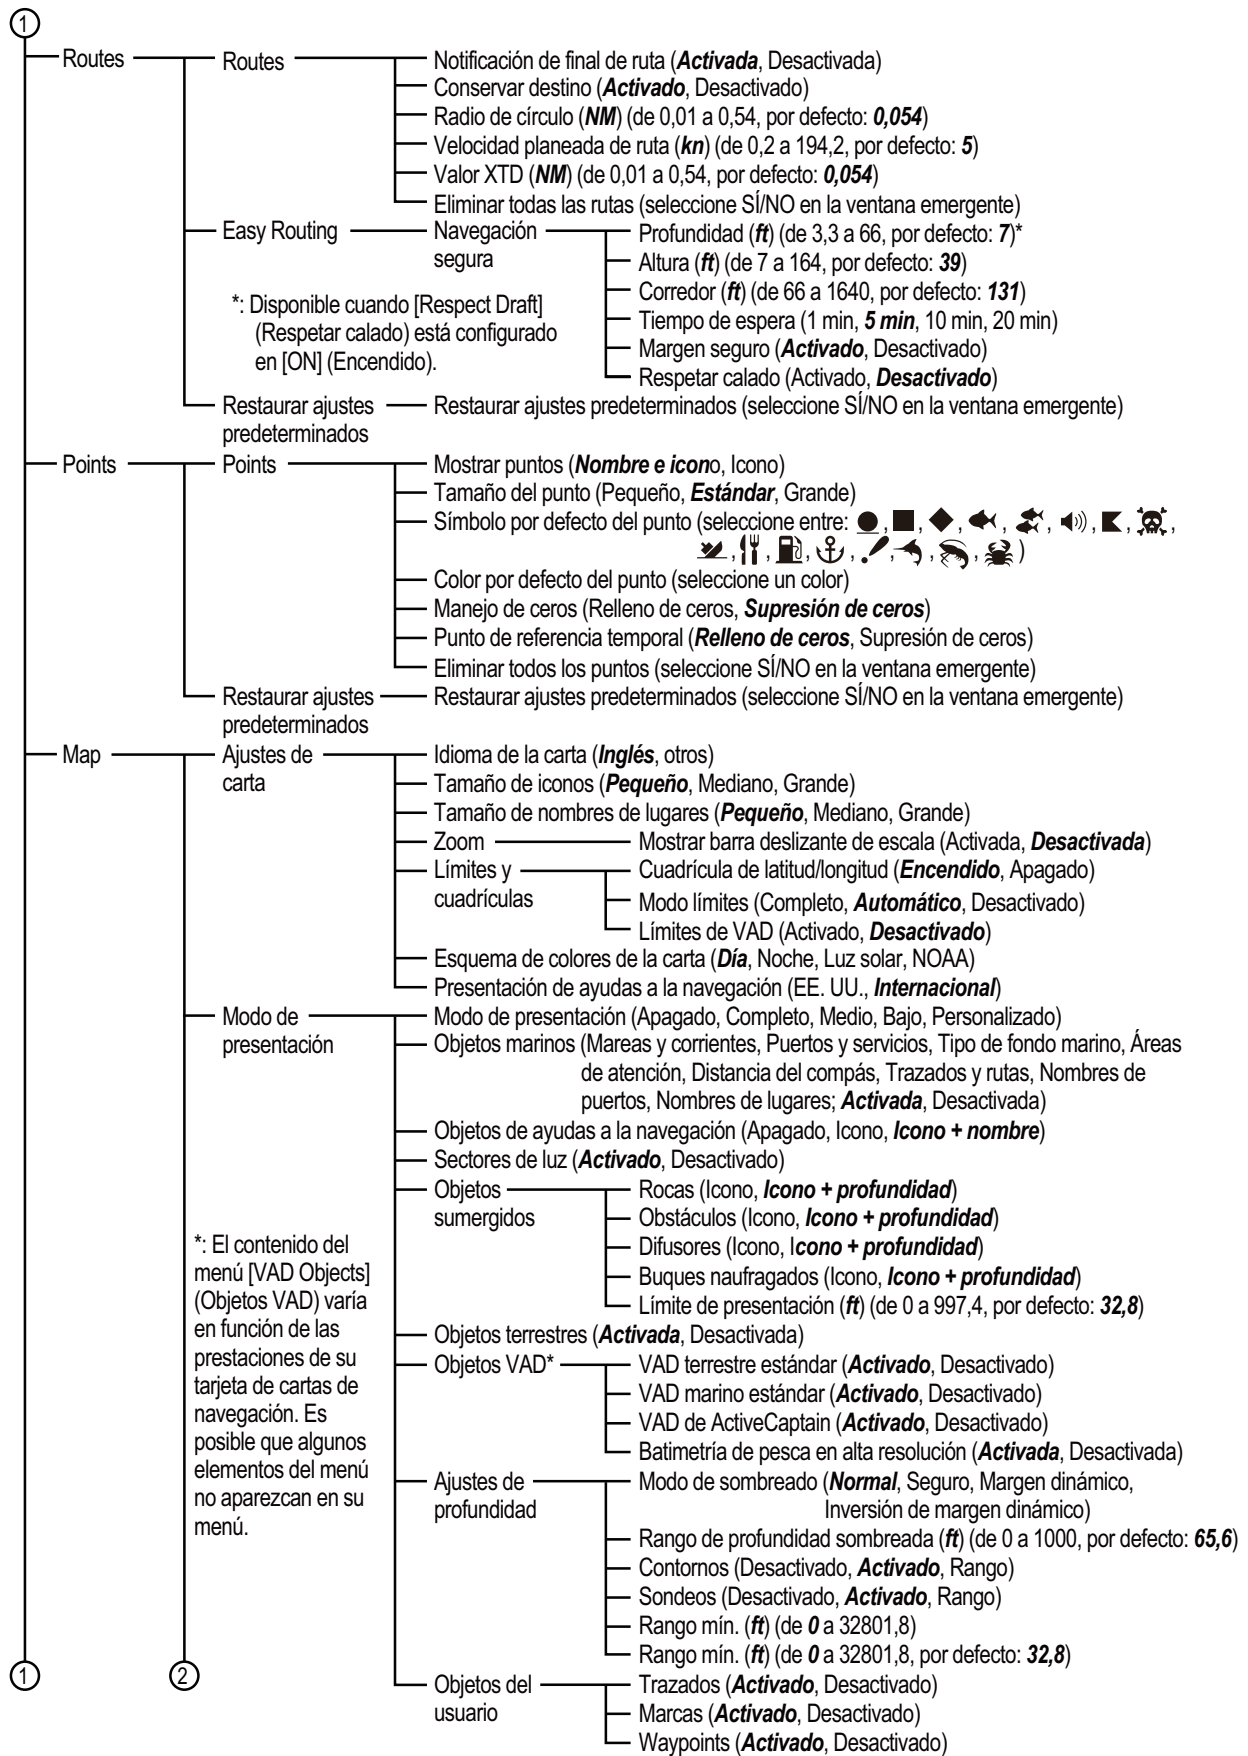 1
Routes
Routes
Notificación de final de ruta (Activada, Desactivada)
Conservar destino (Activado, Desactivado)
Radio de círculo (NM) (de 0,01 a 0,54, por defecto: 0,054)
Velocidad planeada de ruta (kn) (de 0,2 a 194,2, por defecto: 5)
Valor XTD (NM) (de 0,01 a 0,54, por defecto: 0,054)
Eliminar todas las rutas (seleccione SÍ/NO en la ventana emergente)
Easy Routing
Navegación
segura
Profundidad (ft) (de 3,3 a 66, por defecto: 7)*
Altura (ft) (de 7 a 164, por defecto: 39)
Corredor (ft) (de 66 a 1640, por defecto: 131)
Tiempo de espera (1 min, 5 min, 10 min, 20 min)
Margen seguro (Activado, Desactivado)
Respetar calado (Activado, Desactivado)
*: Disponible cuando [Respect Draft]
(Respetar calado) está configurado
en [ON] (Encendido).
Restaurar ajustes
predeterminados
Restaurar ajustes predeterminados (seleccione SÍ/NO en la ventana emergente)
Points
Points
Mostrar puntos (Nombre e icono, Icono)
Tamaño del punto (Pequeño, Estándar, Grande)
Símbolo por defecto del punto (seleccione entre: , , , , , , , ,
, , , , , , , )
Color por defecto del punto (seleccione un color)
Manejo de ceros (Relleno de ceros, Supresión de ceros)
Punto de referencia temporal (Relleno de ceros, Supresión de ceros)
Eliminar todos los puntos (seleccione SÍ/NO en la ventana emergente)
Restaurar ajustes
predeterminados
Restaurar ajustes predeterminados (seleccione SÍ/NO en la ventana emergente)
Map
Ajustes de
carta
Idioma de la carta (Inglés, otros)
Tamaño de iconos (Pequeño, Mediano, Grande)
Tamaño de nombres de lugares (Pequeño, Mediano, Grande)
Zoom
Mostrar barra deslizante de escala (Activada, Desactivada)
Límites y
cuadrículas
Cuadrícula de latitud/longitud (Encendido, Apagado)
Modo límites (Completo, Automático, Desactivado)
Límites de VAD (Activado, Desactivado)
Esquema de colores de la carta (Día, Noche, Luz solar, NOAA)
Presentación de ayudas a la navegación (EE. UU., Internacional)
Modo de
presentación
Modo de presentación (Apagado, Completo, Medio, Bajo, Personalizado)
Objetos marinos (Mareas y corrientes, Puertos y servicios, Tipo de fondo marino, Áreas
de atención, Distancia del compás, Trazados y rutas, Nombres de
puertos, Nombres de lugares; Activada, Desactivada)
Objetos de ayudas a la navegación (Apagado, Icono, Icono + nombre)
Sectores de luz (Activado, Desactivado)
Objetos
sumergidos
Rocas (Icono, Icono + profundidad)
Obstáculos (Icono, Icono + profundidad)
Difusores (Icono, Icono + profundidad)
Buques naufragados (Icono, Icono + profundidad)
Límite de presentación (ft) (de 0 a 997,4, por defecto: 32,8)
*: El contenido del
menú [VAD Objects]
(Objetos VAD) varía
en función de las
prestaciones de su
tarjeta de cartas de
navegación. Es
posible que algunos
elementos del menú
no aparezcan en su
menú.
Objetos terrestres (Activada, Desactivada)
Objetos VAD*
VAD terrestre estándar (Activado, Desactivado)
VAD marino estándar (Activado, Desactivado)
VAD de ActiveCaptain (Activado, Desactivado)
Batimetría de pesca en alta resolución (Activada, Desactivada)
Ajustes de
profundidad
Modo de sombreado (Normal, Seguro, Margen dinámico,
Inversión de margen dinámico)
Rango de profundidad sombreada (ft) (de 0 a 1000, por defecto: 65,6)
Contornos (Desactivado, Activado, Rango)
Sondeos (Desactivado, Activado, Rango)
Rango mín. (ft) (de 0 a 32801,8)
Rango mín. (ft) (de 0 a 32801,8, por defecto: 32,8)
Objetos del
usuario
Trazados (Activado, Desactivado)
Marcas (Activado, Desactivado)
Waypoints (Activado, Desactivado)
1
2